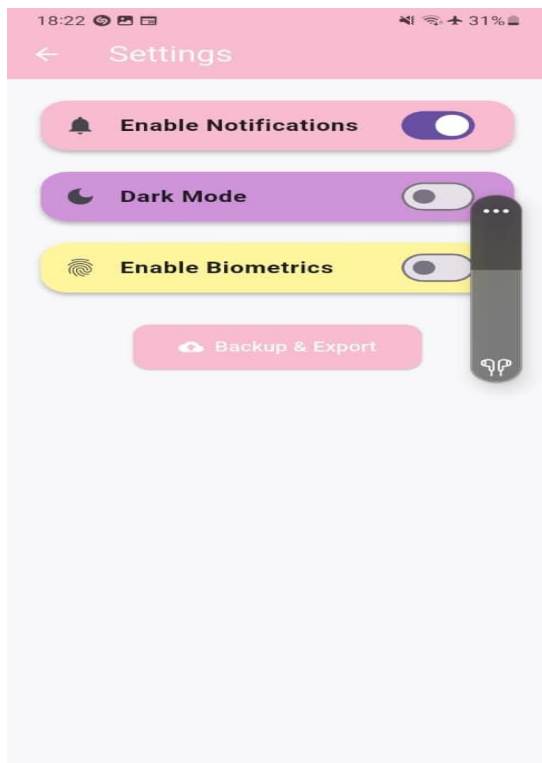 18:22 31%
Settings
Enable Notifications
Dark Mode
Enable Biometrics
Backup & Export